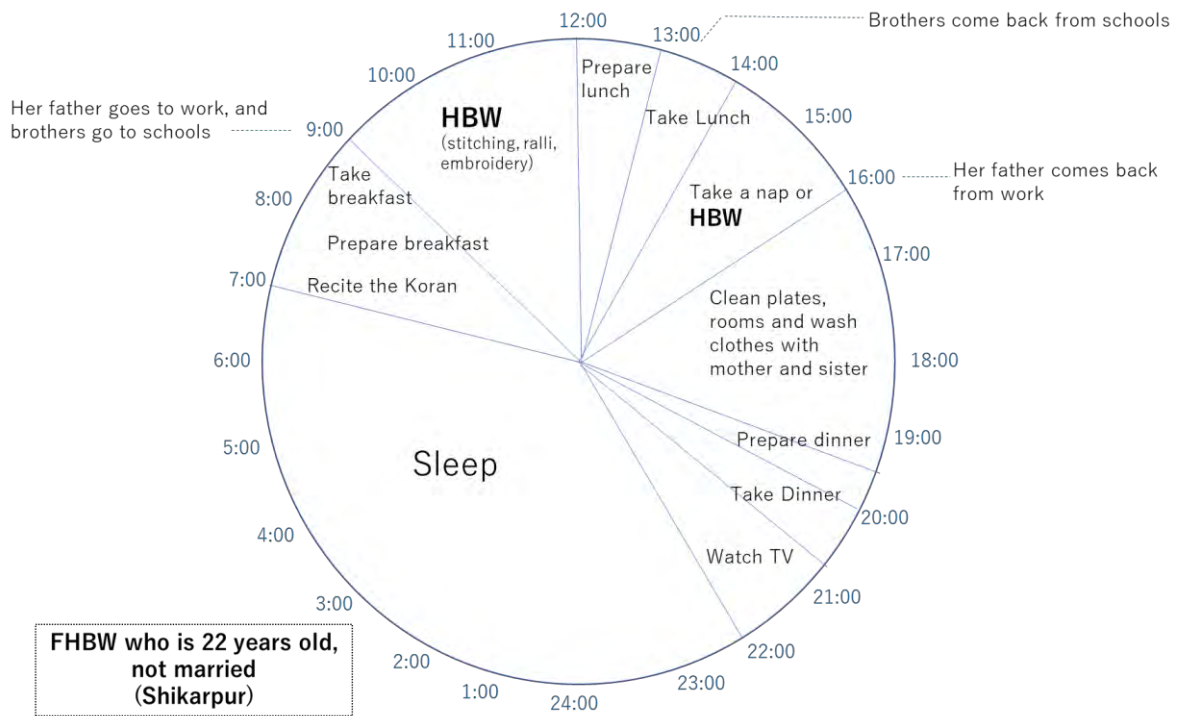 12:00
13:00
Brothers come back from schools
14:00
15:00
16:00
Her father comes back
from work
17:00
18:00
19:00
20:00
21:00
22:00
23:00
24:00
1:00
2:00
3:00
4:00
5:00
6:00
7:00
8:00
9:00
Her father goes to work, and
brothers go to schools
10:00
11:00
Prepare
lunch
Take Lunch
Take a nap or
HBW
Clean plates,
rooms and wash
clothes with
mother and sister
Prepare dinner
Take Dinner
Watch TV
Sleep
Recite the Koran
Prepare breakfast
Take
breakfast
HBW
(stitching, ralli,
embroidery)
FHBW who is 22 years old,
not married
(Shikarpur)